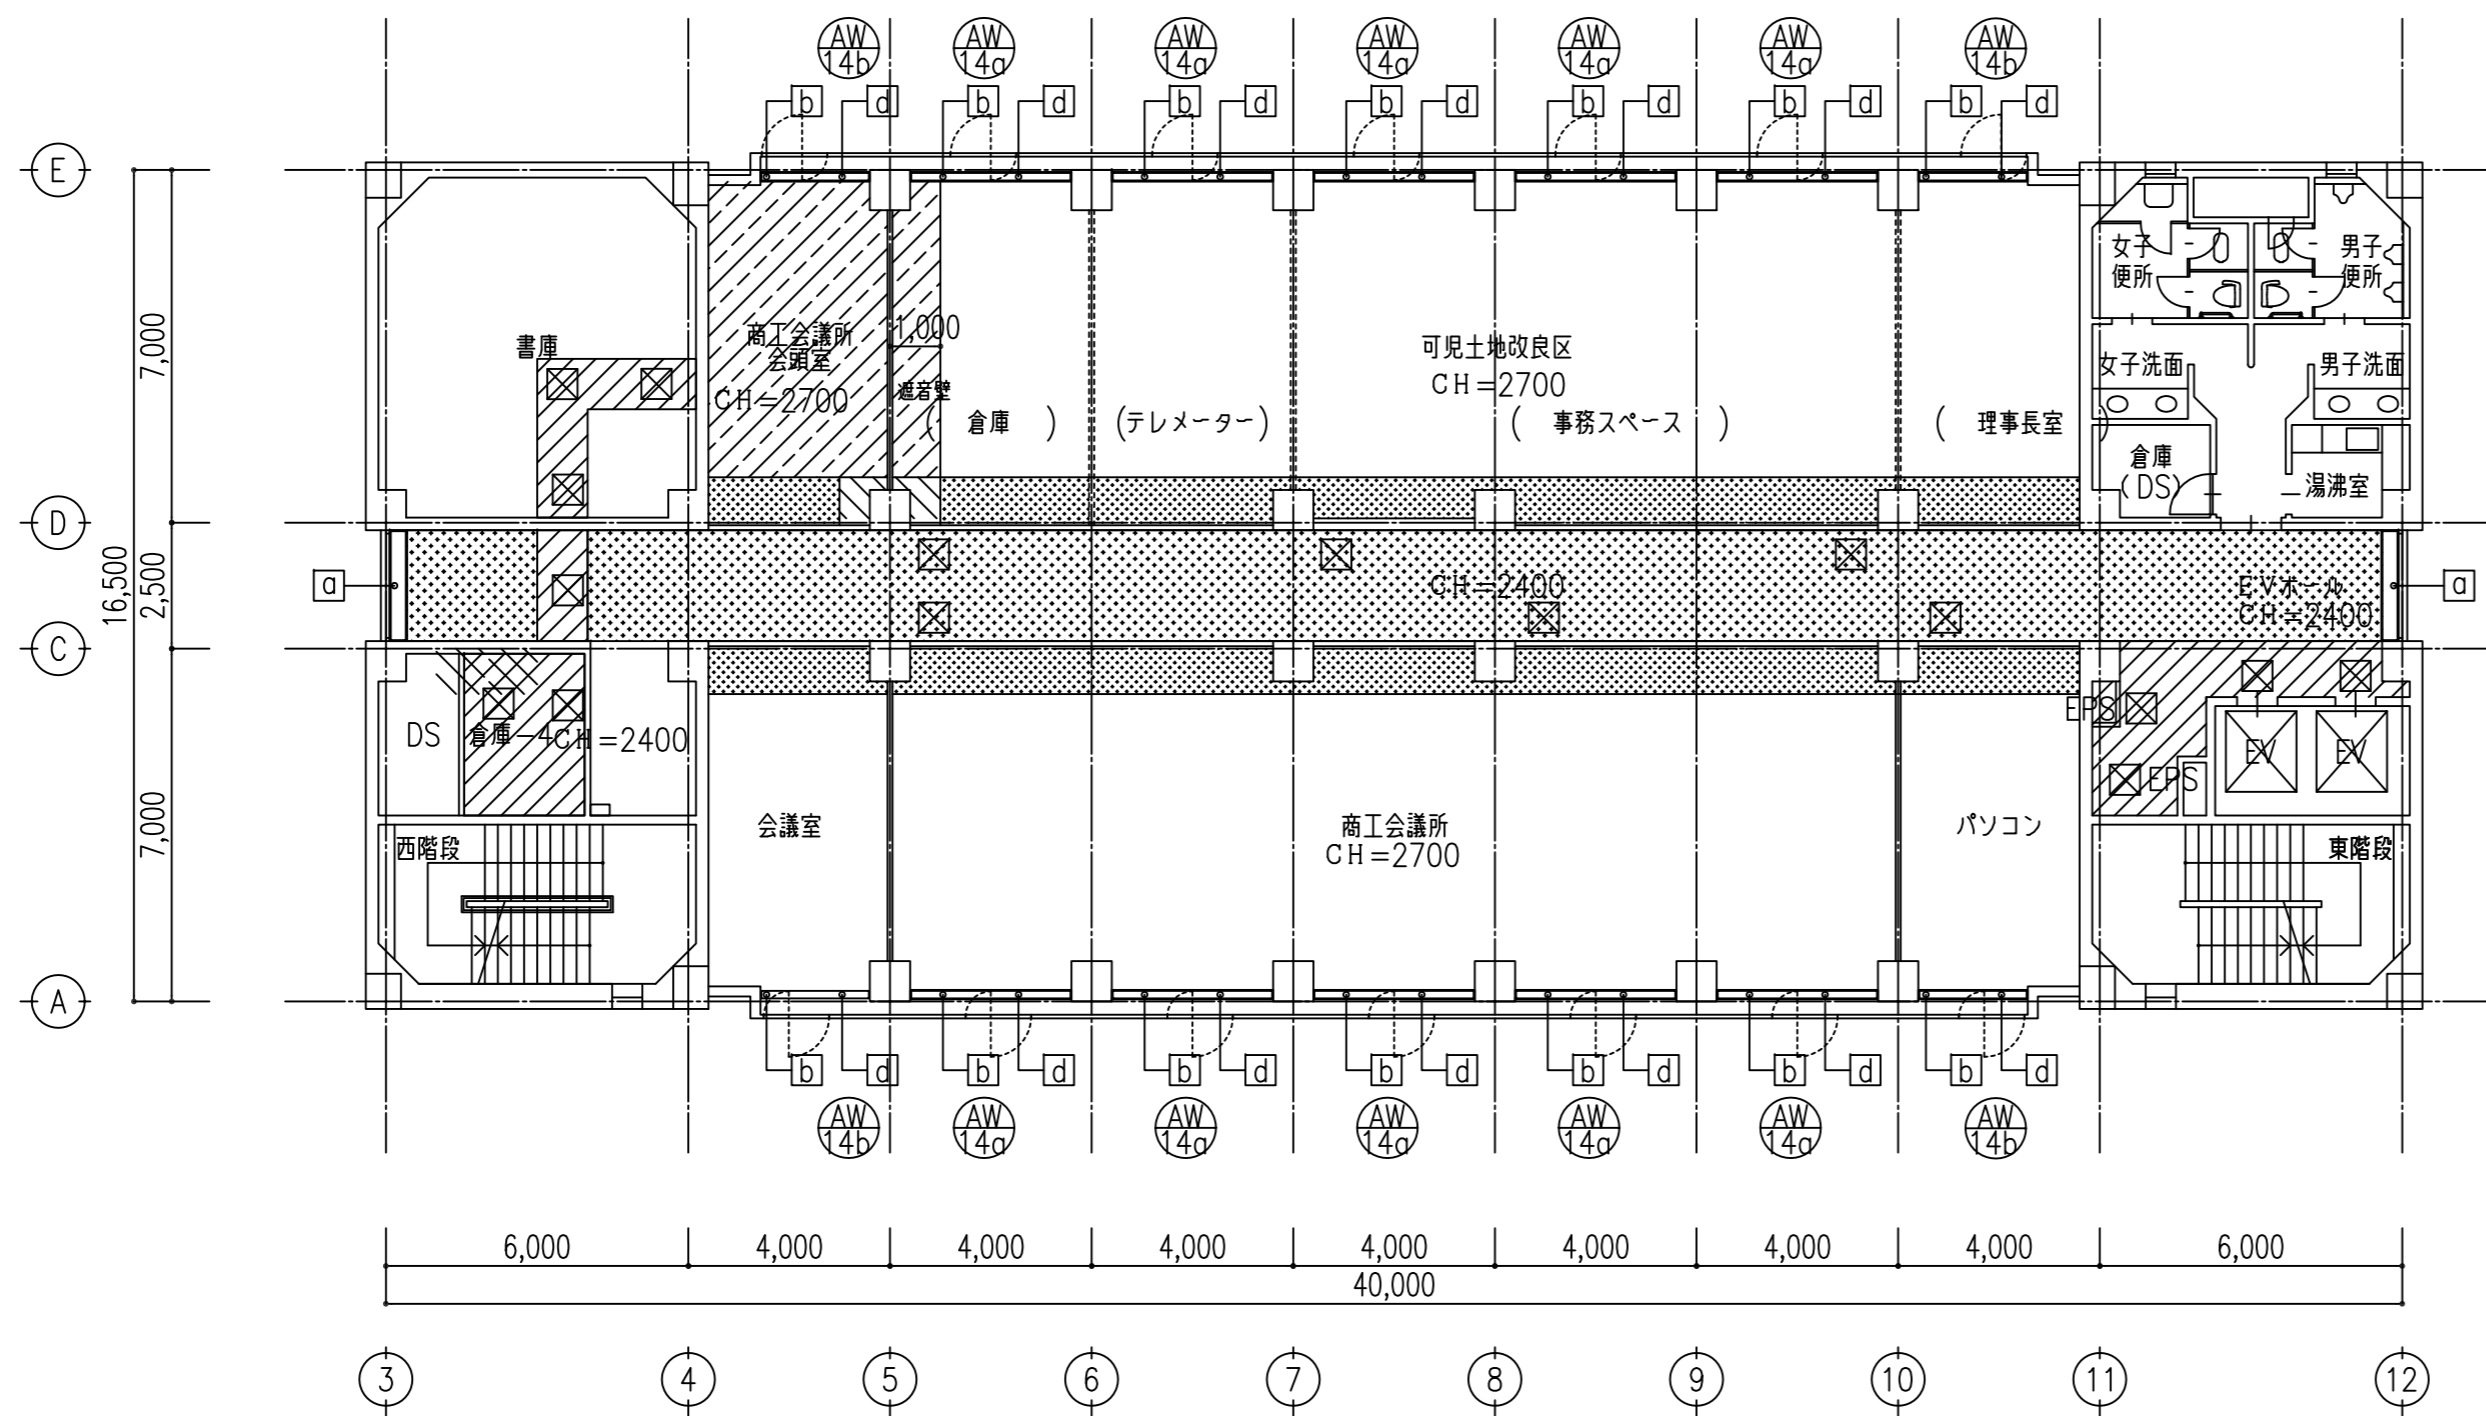 AW
14b
AW
14a
AW
14a
AW
14a
AW
14a
AW
14a
AW
14b
b d b d b d b d b d b d b d
E
D
C
A
7,000
2,500
7,000
16,500
書庫
商工会議所
会頭室
CH=2700
1,000
遮音壁
( 倉庫 )
(テレメーター)
可児土地改良区
CH=2700
( 事務スペース )
( 理事長室 )
女子
便所
男子
便所
女子洗面
男子洗面
倉庫
(DS)
湯沸室
a
CH=2400
EVホール
CH=2400
a
DS
倉庫-4
CH=2400
EPS
EPS
EV
EV
会議室
商工会議所
CH=2700
パソコン
西階段
東階段
b d b d b d b d b d b d b d
AW
14b
AW
14a
AW
14a
AW
14a
AW
14a
AW
14a
AW
14b
6,000 4,000 4,000 4,000 4,000 4,000 4,000 4,000 6,000
40,000
3 4 5 6 7 8 9 10 11 12